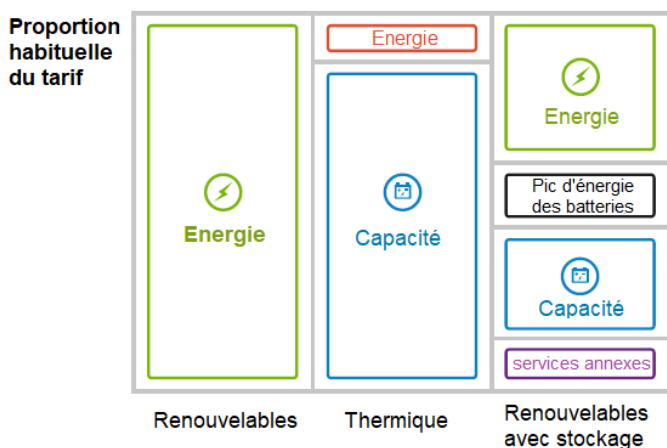 Proportion
habituelle
du tarif
Energie
Energie
Capacité
Energie
Pic d'énergie
des batteries
Capacité
services annexes
Renouvelables
Thermique
Renouvelables
avec stockage